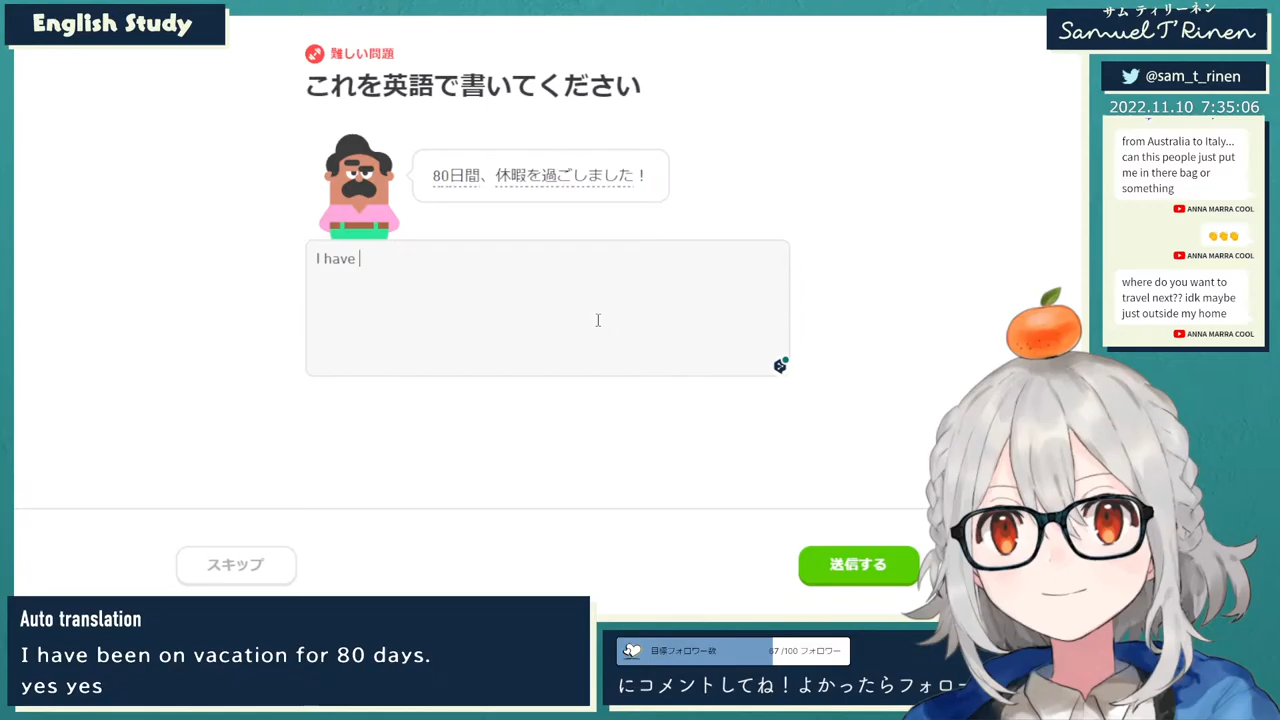 English Study
難しい問題
これを英語で書いてください
80日間、休暇を過ごしました！
I have
スキップ
送信する
Auto translation
I have been on vacation for 80 days.
yes yes
サム ティリーネン
Samuel T'Rinen
@sam_t_rinen
2022.11.10 7:35:06
from Australia to Italy...
can this people just put
me in there bag or
something
ANNA MARRA COOL
👏👏👏
ANNA MARRA COOL
where do you want to
travel next?? idk maybe
just outside my home
ANNA MARRA COOL
目標フォロワー数
67 /100 フォロワー
にコメントしてね！よかったらフォロー